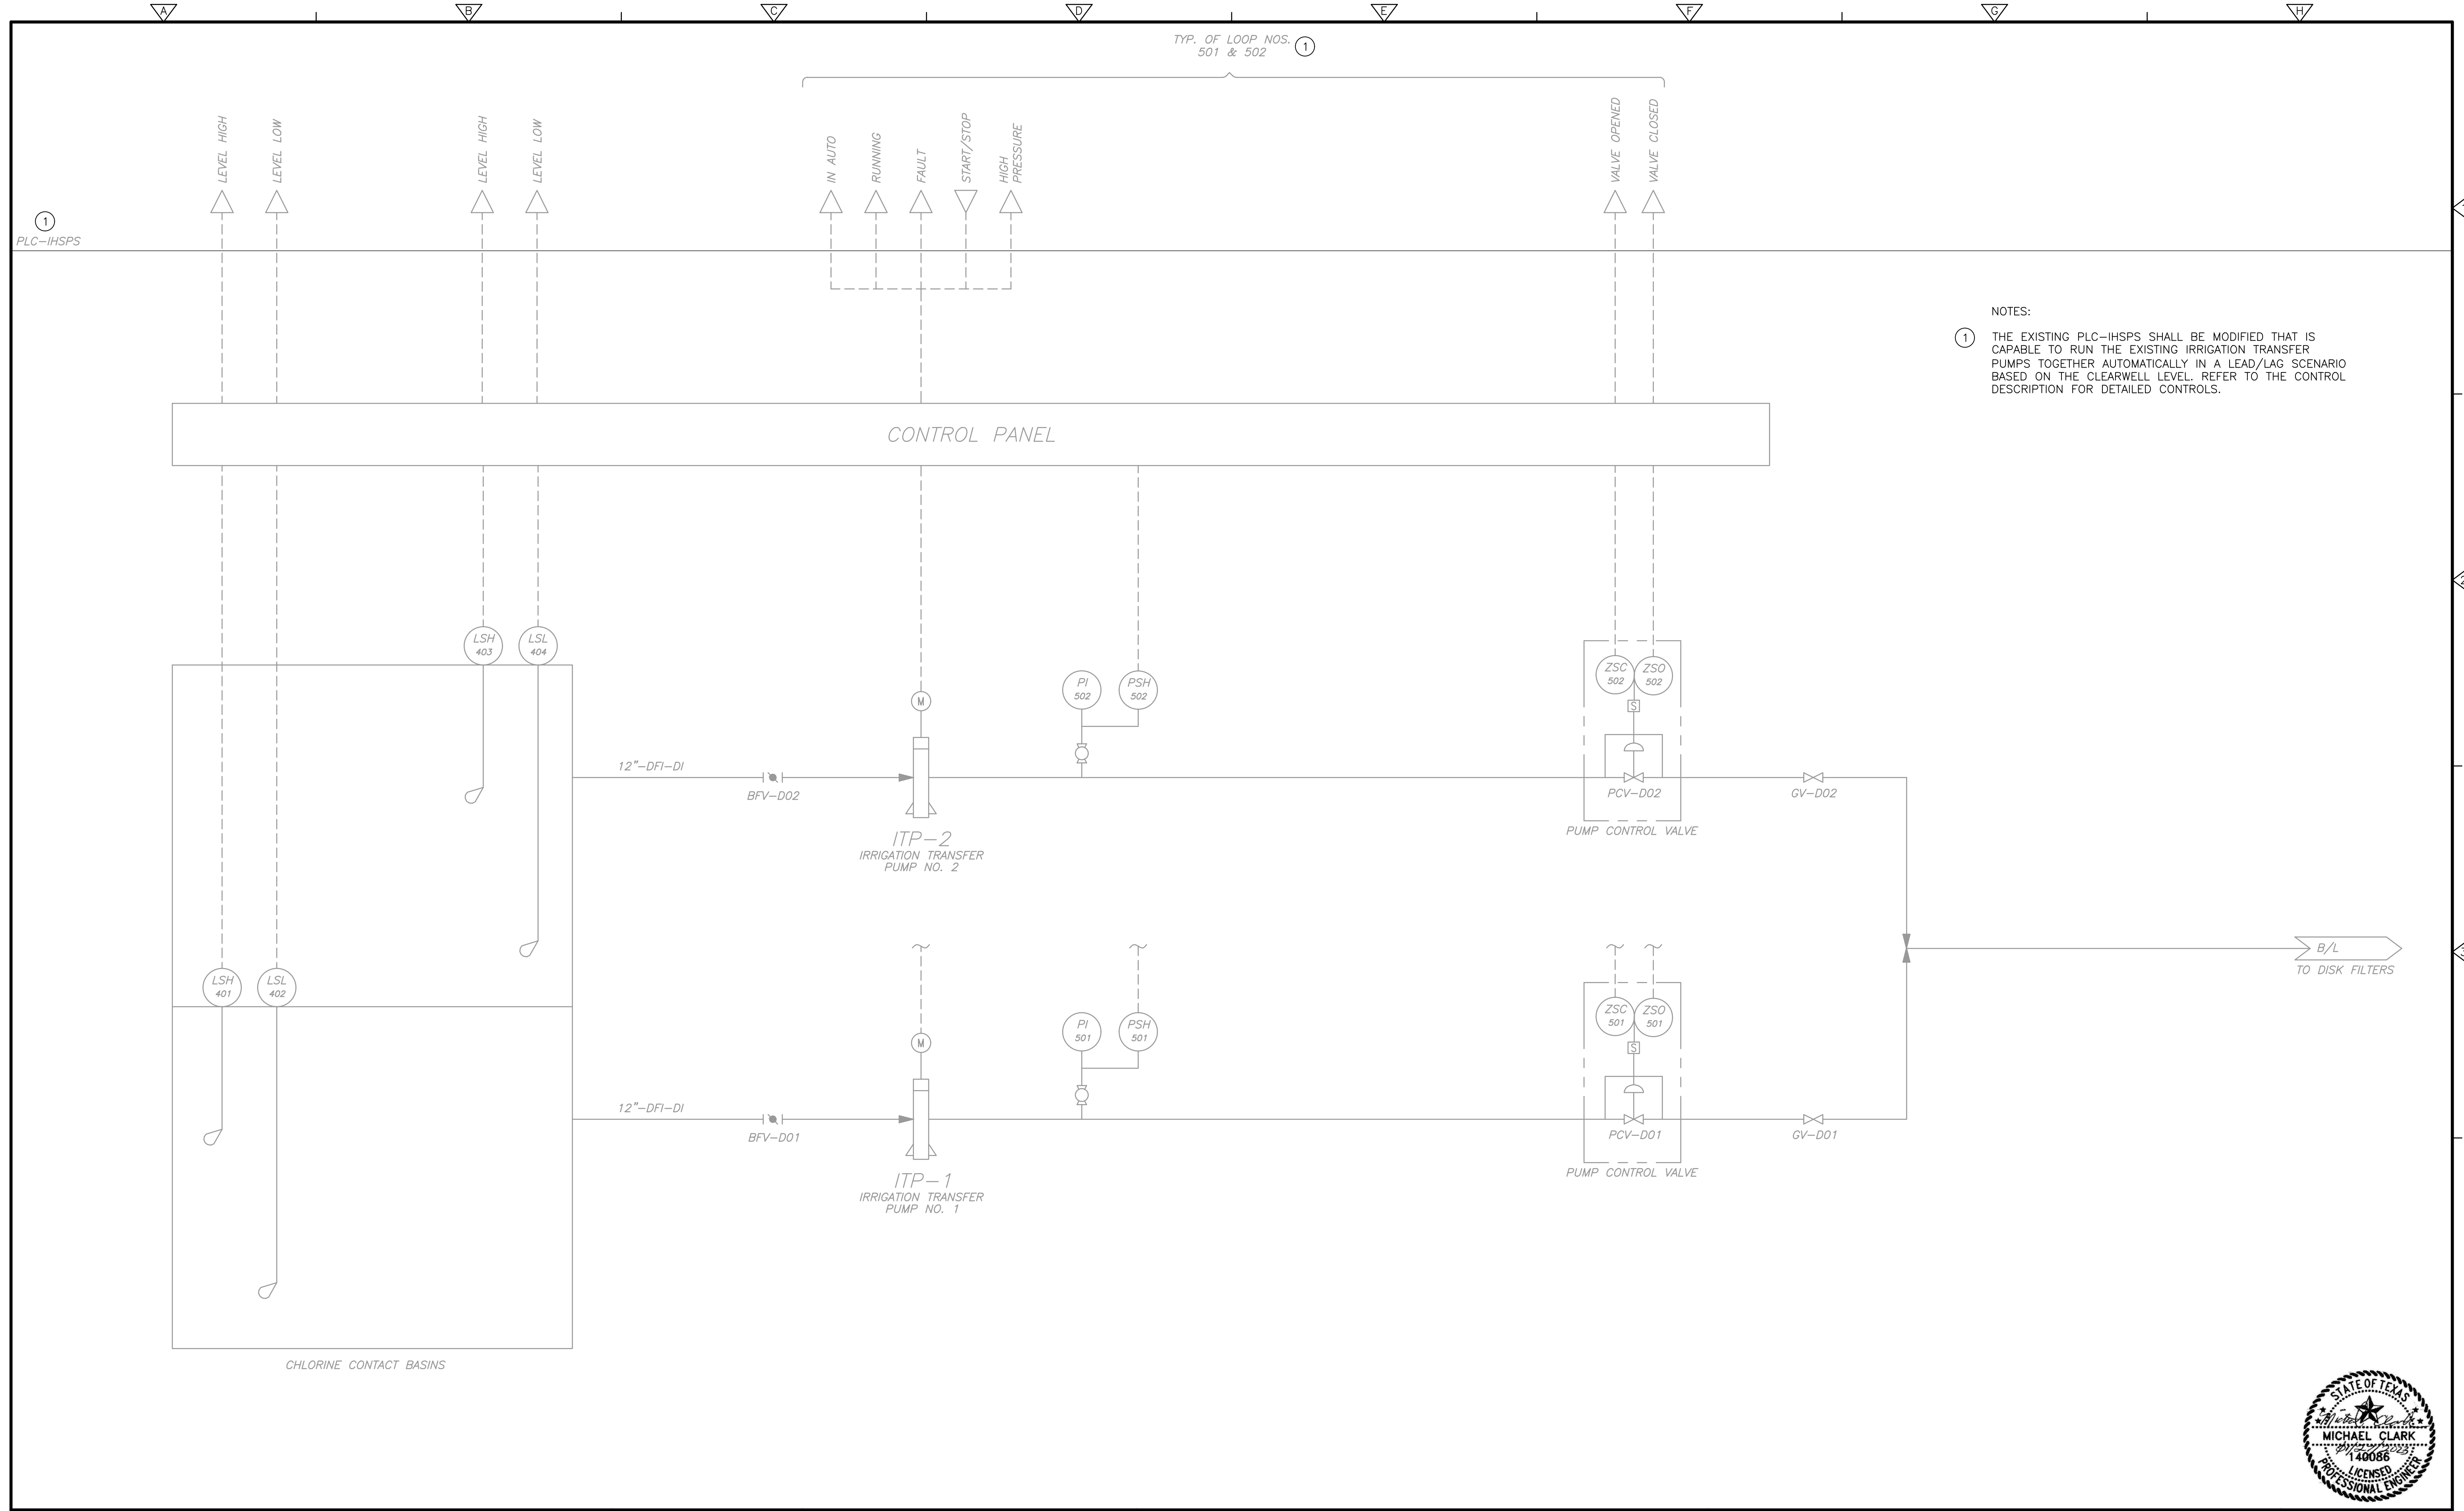 A
B
C
D
E
F
G
H
TYP. OF LOOP NOS.
501 & 502
1
LEVEL HIGH
LEVEL LOW
LEVEL HIGH
LEVEL LOW
IN AUTO
RUNNING
FAULT
START/STOP
HIGH
PRESSURE
VALVE OPENED
VALVE CLOSED
1
PLC-IHSPS
NOTES:
1 THE EXISTING PLC-IHSPS SHALL BE MODIFIED THAT IS
CAPABLE TO RUN THE EXISTING IRRIGATION TRANSFER
PUMPS TOGETHER AUTOMATICALLY IN A LEAD/LAG SCENARIO
BASED ON THE CLEARWELL LEVEL. REFER TO THE CONTROL
DESCRIPTION FOR DETAILED CONTROLS.
CONTROL PANEL
2
LSH
403
LSL
404
PI
502
PSH
502
ZSC
502
ZSO
502
M
S
12"-DFI-DI
BFV-D02
PCV-D02
GV-D02
PUMP CONTROL VALVE
ITP-2
IRRIGATION TRANSFER
PUMP NO. 2
B/L
TO DISK FILTERS
3
LSH
401
LSL
402
PI
501
PSH
501
ZSC
501
ZSO
501
M
S
12"-DFI-DI
BFV-D01
PCV-D01
GV-D01
PUMP CONTROL VALVE
ITP-1
IRRIGATION TRANSFER
PUMP NO. 1
CHLORINE CONTACT BASINS
STATE OF TEXAS
Michael Clark
MICHAEL CLARK
140086
LICENSED
PROFESSIONAL ENGINEER